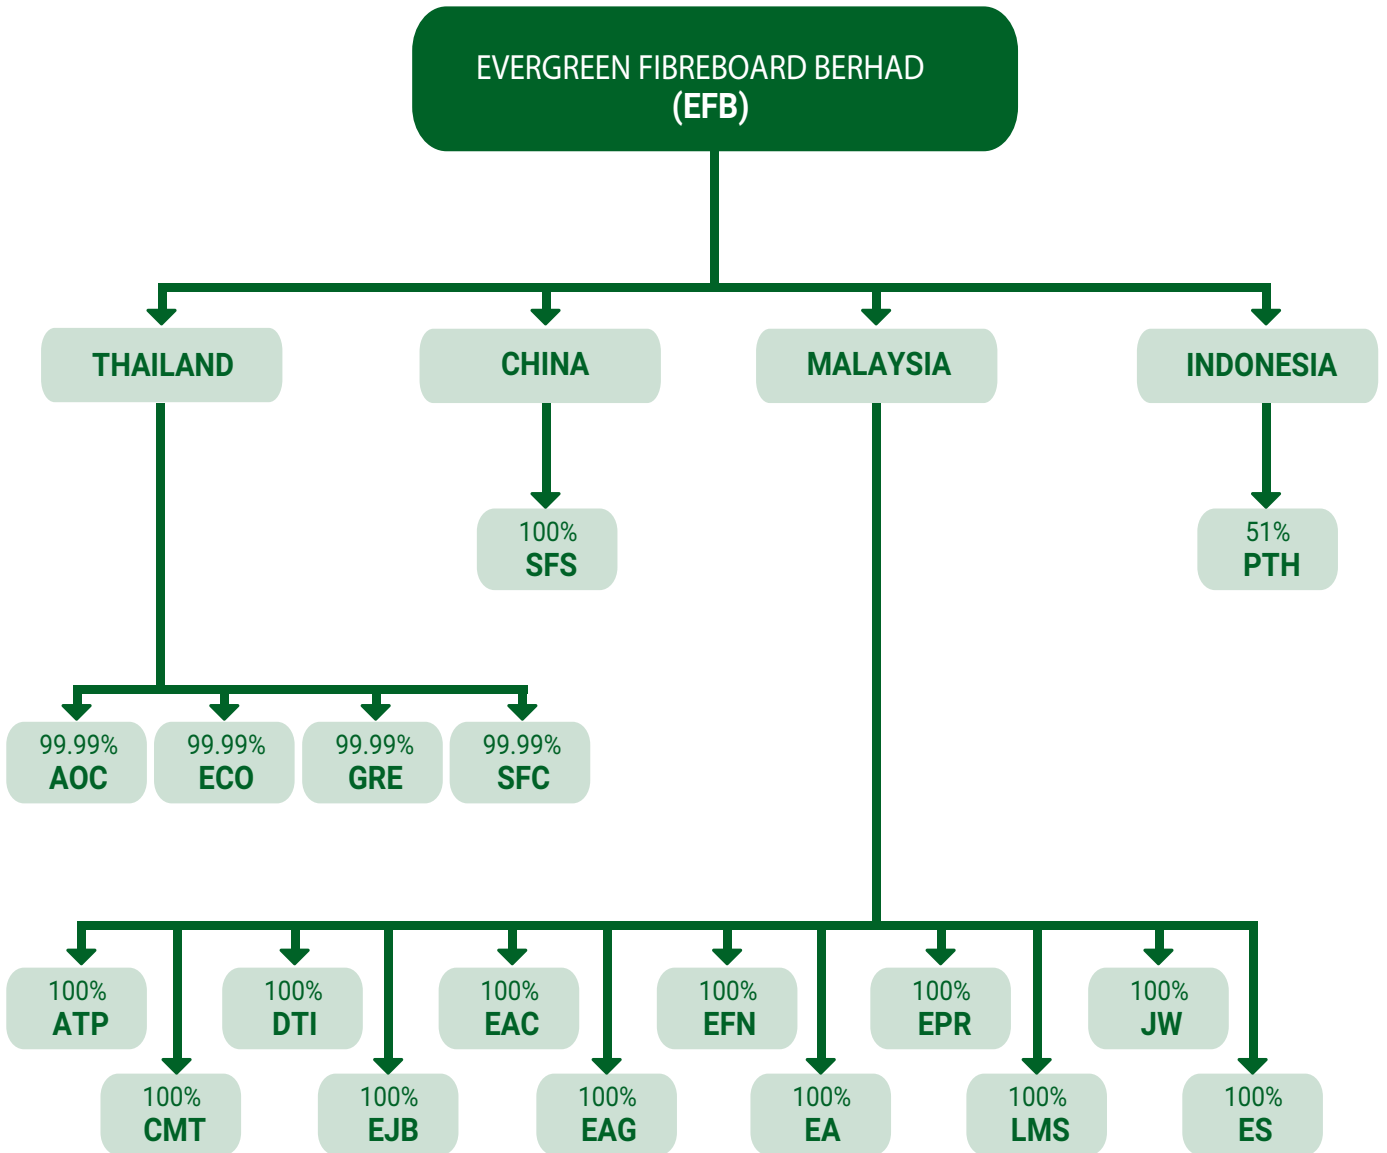 EVERGREEN FIBREBOARD BERHAD
(EFB)
THAILAND
CHINA
MALAYSIA
INDONESIA
100%
SFS
51%
PTH
99.99%
AOC
99.99%
ECO
99.99%
GRE
99.99%
SFC
100%
ATP
100%
DTI
100%
EAC
100%
EFN
100%
EPR
100%
JW
100%
CMT
100%
EJB
100%
EAG
100%
EA
100%
LMS
100%
ES